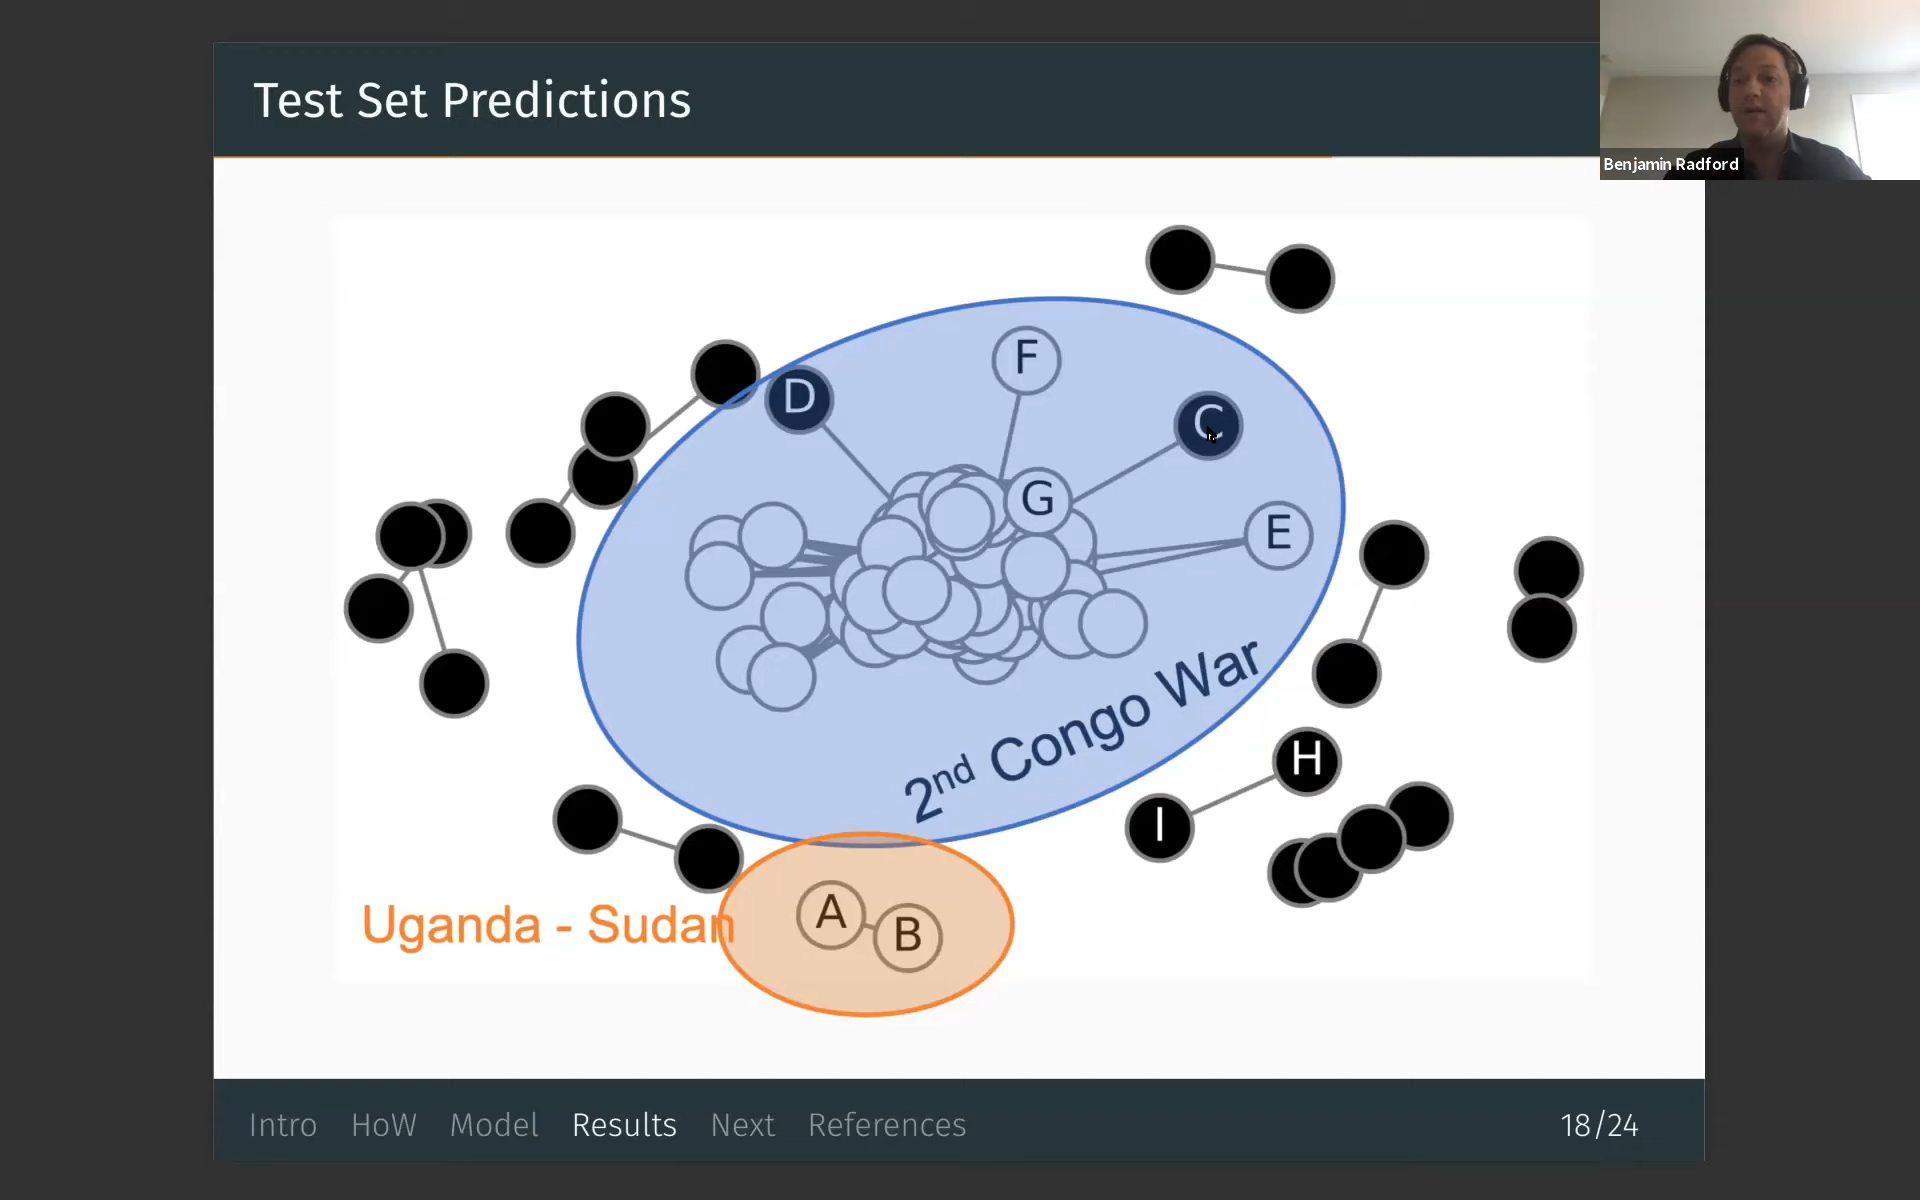 Test Set Predictions
Benjamin Radford
F
D
C
G
E
2nd Congo War
H
I
Uganda - Sudan
A
B
Intro HoW Model Results Next References 18/24